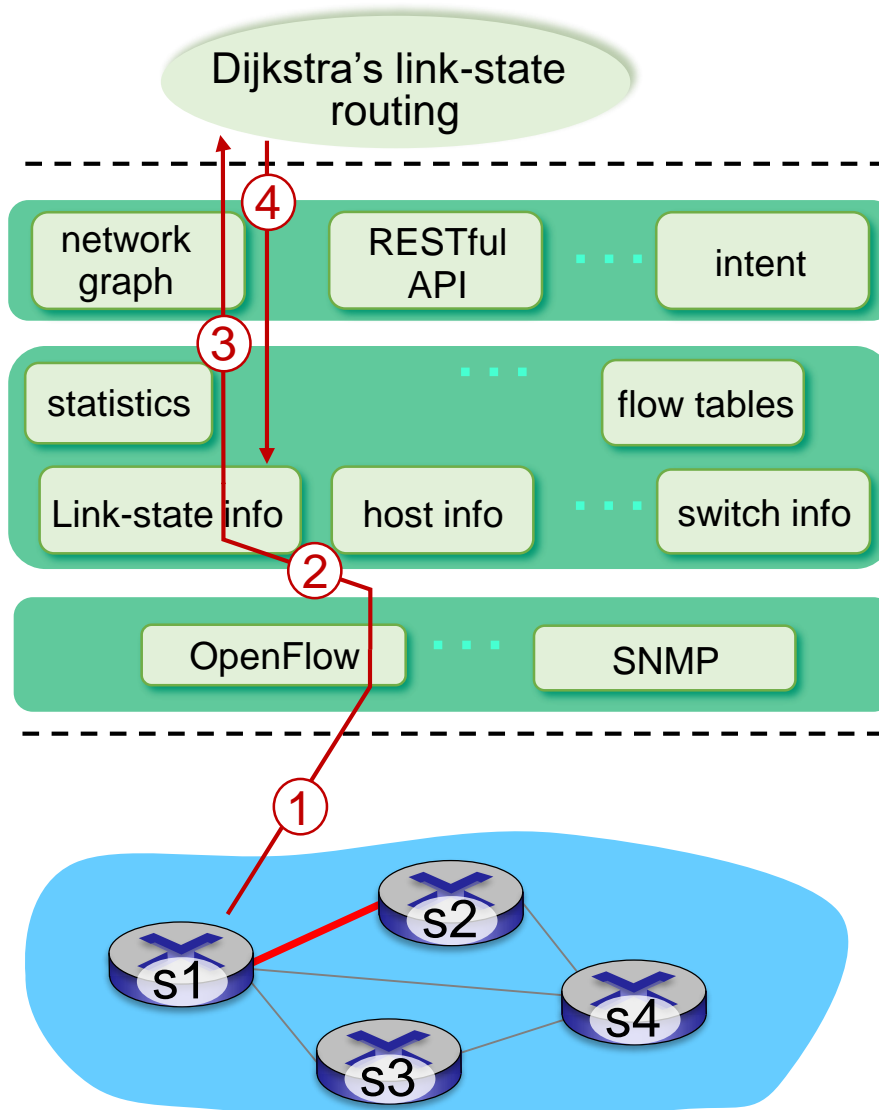 Dijkstra's link-state
routing
4
network
graph
RESTful
API
. . .
intent
3
statistics
. . .
flow tables
Link-state info
host info
. . .
switch info
2
OpenFlow
. . .
SNMP
1
s2
s1
s4
s3